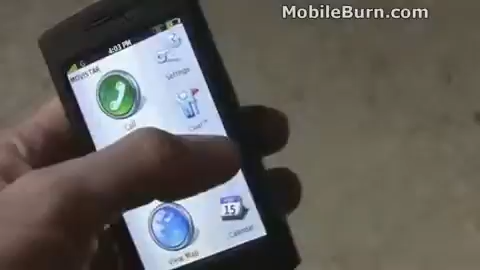 MobileBurn.com
4:03 PM
MOVISTAR
Settings
Call
View Map
15
Calendar